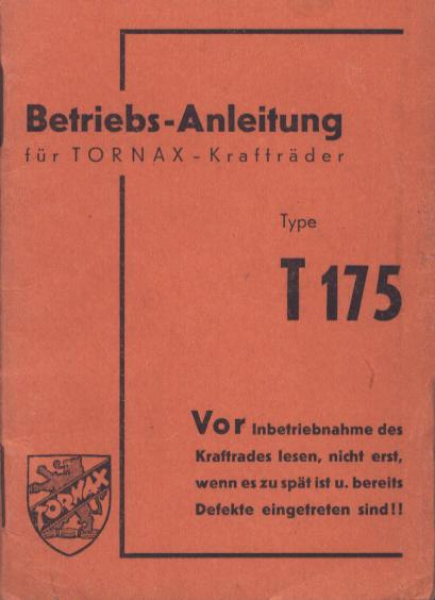 Betriebs-Anleitung
für TORNAX-Krafträder
Type
T 175
Vor Inbetriebnahme des
Kraftrades lesen, nicht erst,
wenn es zu spät ist u. bereits
Defekte eingetreten sind!!
TORNAX